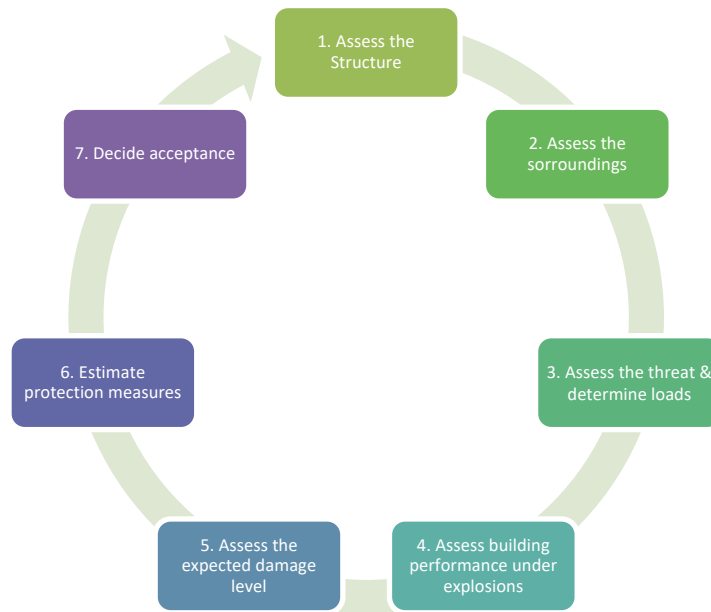 1. Assess the
Structure
2. Assess the
sorroundings
3. Assess the threat &
determine loads
4. Assess building
performance under
explosions
5. Assess the
expected damage
level
6. Estimate
protection measures
7. Decide acceptance